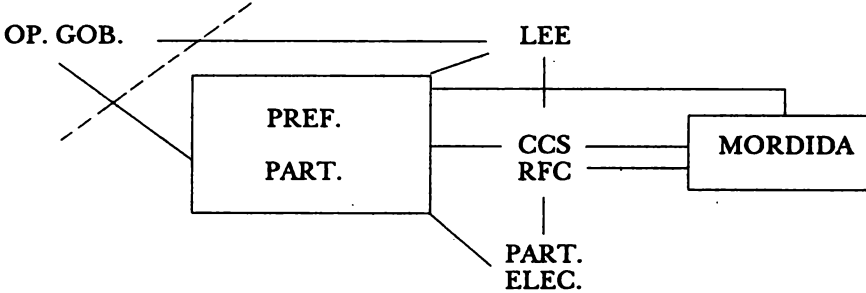 OP. GOB.
LEE
PREF.
PART.
CCS
RFC
MORDIDA
PART.
ELEC.